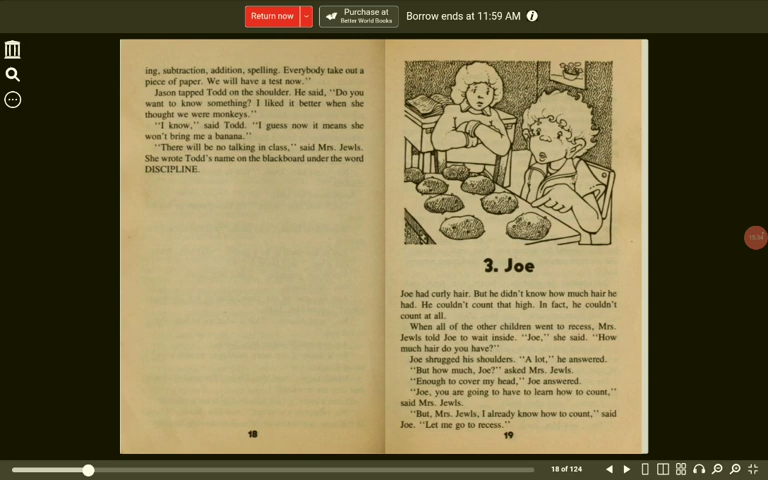 Return now
Purchase at
Better World Books
Borrow ends at 11:59 AM
ing, subtraction, addition, spelling. Everybody take out a
piece of paper. We will have a test now.''
Jason tapped Todd on the shoulder. He said, ''Do you
want to know something? I liked it better when she
thought we were monkeys.''
''I know,'' said Todd. ''I guess now it means she
won't bring me a banana.''
''There will be no talking in class,'' said Mrs. Jewls.
She wrote Todd's name on the blackboard under the word
DISCIPLINE.
18
3. Joe
Joe had curly hair. But he didn't know how much hair he
had. He couldn't count that high. In fact, he couldn't
count at all.
When all of the other children went to recess, Mrs.
Jewls told Joe to wait inside. ''Joe,'' she said. ''How
much hair do you have?''
Joe shrugged his shoulders. ''A lot,'' he answered.
''But how much, Joe?'' asked Mrs. Jewls.
''Enough to cover my head,'' Joe answered.
''Joe, you are going to have to learn how to count,''
said Mrs. Jewls.
''But, Mrs. Jewls, I already know how to count,'' said
Joe. ''Let me go to recess.''
19
18 of 124